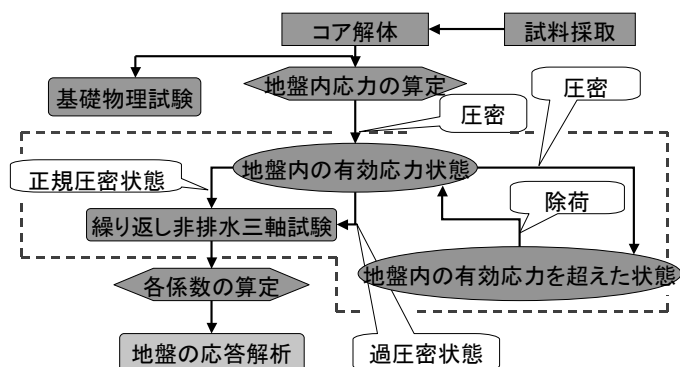 コア解体
試料採取
基礎物理試験
地盤内応力の算定
圧密
圧密
地盤内の有効応力状態
正規圧密状態
除荷
繰り返し非排水三軸試験
地盤内の有効応力を超えた状態
各係数の算定
地盤の応答解析
過圧密状態